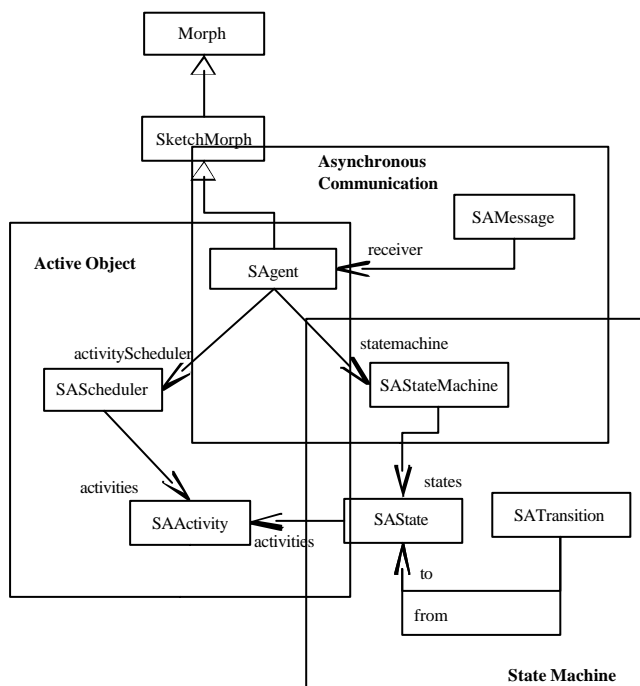 Morph
SketchMorph
Asynchronous
Communication
SAMessage
receiver
Active Object
SAgent
activityScheduler
statemachine
SAScheduler
SAStateMachine
activities
states
SAActivity
activities
SAState
SATransition
to
from
State Machine